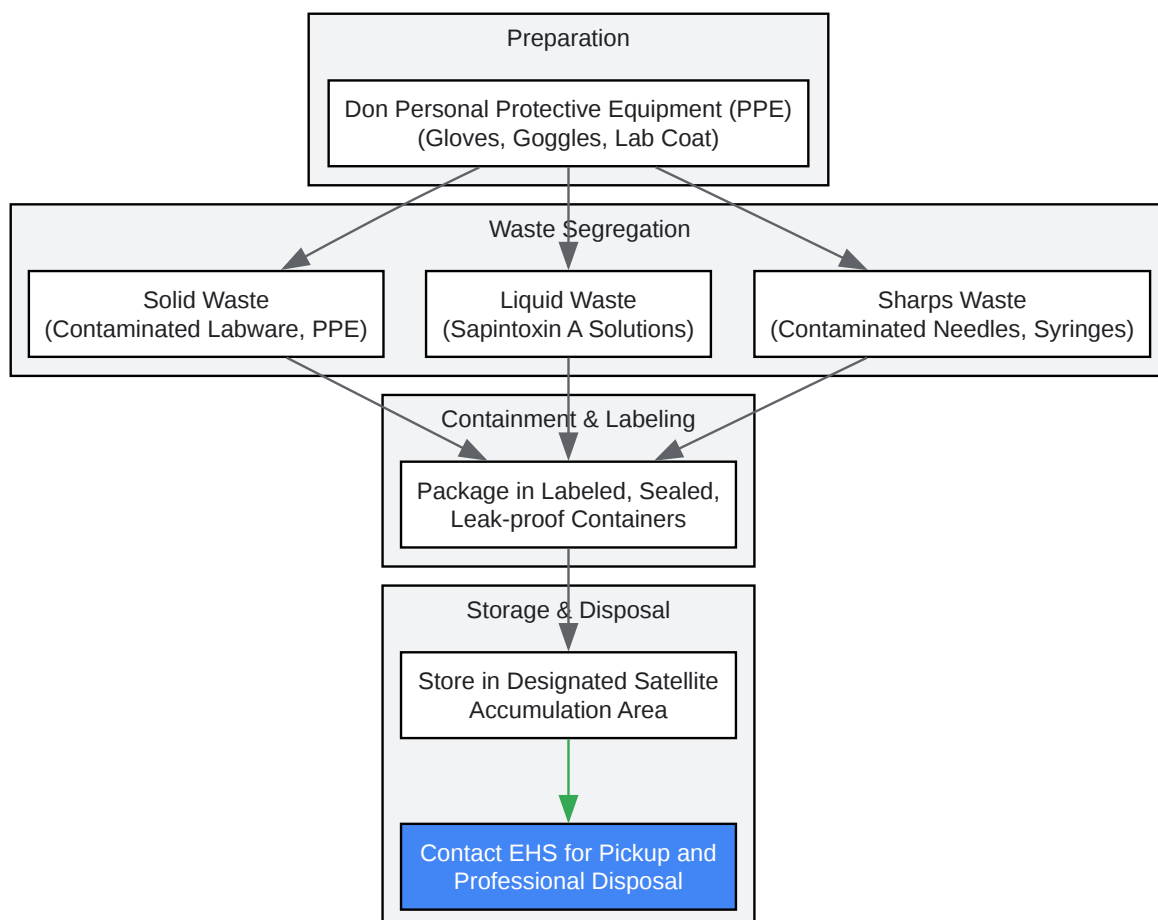 Preparation
Don Personal Protective Equipment (PPE)
(Gloves, Goggles, Lab Coat)
Waste Segregation
Solid Waste
(Contaminated Labware, PPE)
Liquid Waste
(Sapintoxin A Solutions)
Sharps Waste
(Contaminated Needles, Syringes)
Containment & Labeling
Package in Labeled, Sealed,
Leak-proof Containers
Storage & Disposal
Store in Designated Satellite
Accumulation Area
Contact EHS for Pickup and
Professional Disposal